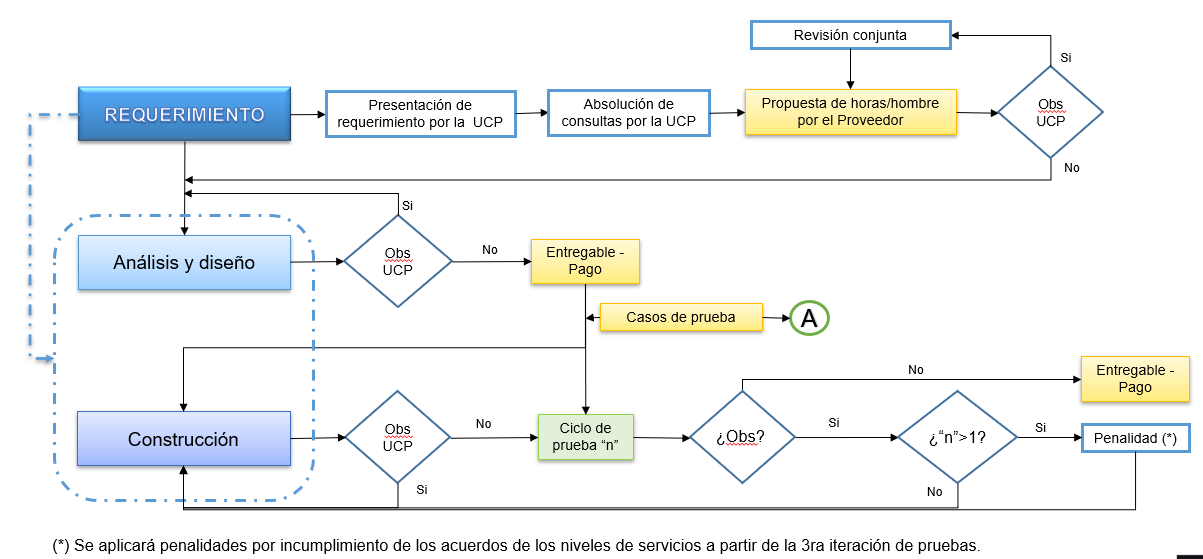 Revisión conjunta
Si
REQUERIMIENTO
Presentación de
requerimiento por la UCP
Absolución de
consultas por la UCP
Propuesta de horas/hombre
por el Proveedor
Obs
UCP
No
Si
Análisis y diseño
Obs
UCP
No
Entregable -
Pago
Casos de prueba
A
No
Entregable -
Pago
Construcción
Obs
UCP
No
Ciclo de
prueba “n”
¿Obs?
Si
¿“n”>1?
Si
Penalidad (*)
Si
No
(*) Se aplicará penalidades por incumplimiento de los acuerdos de los niveles de servicios a partir de la 3ra iteración de pruebas.